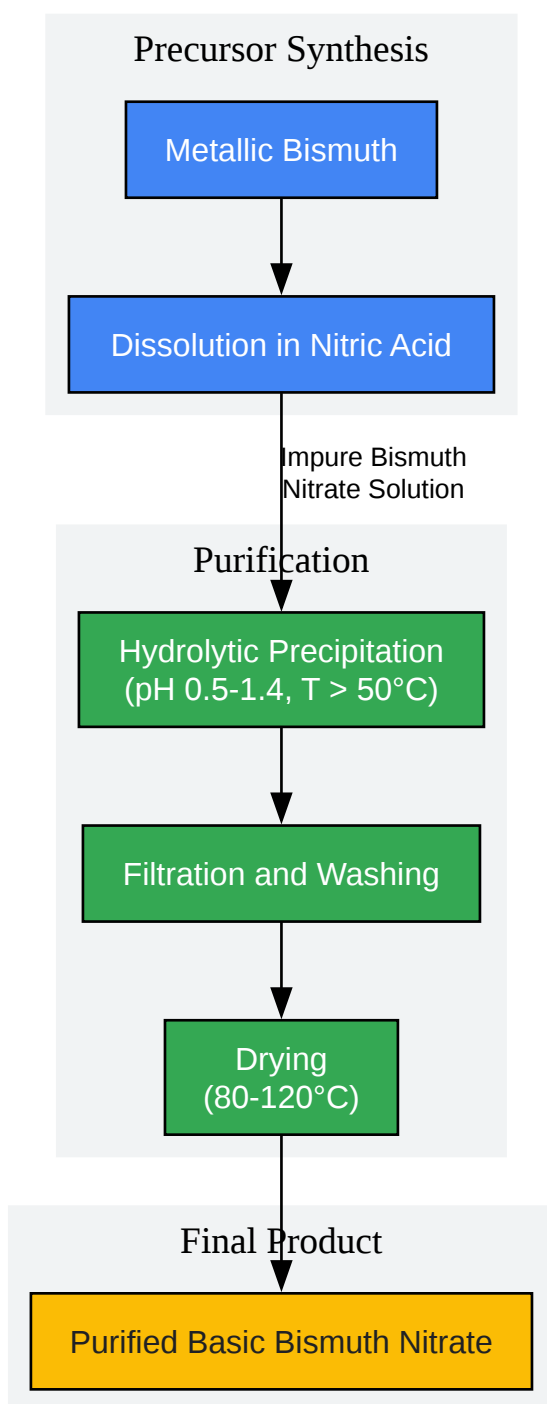 Precursor Synthesis
Metallic Bismuth
Dissolution in Nitric Acid
Impure Bismuth
Nitrate Solution
Purification
Hydrolytic Precipitation
(pH 0.5-1.4, T > 50°C)
Filtration and Washing
Drying
(80-120°C)
Final Product
Purified Basic Bismuth Nitrate